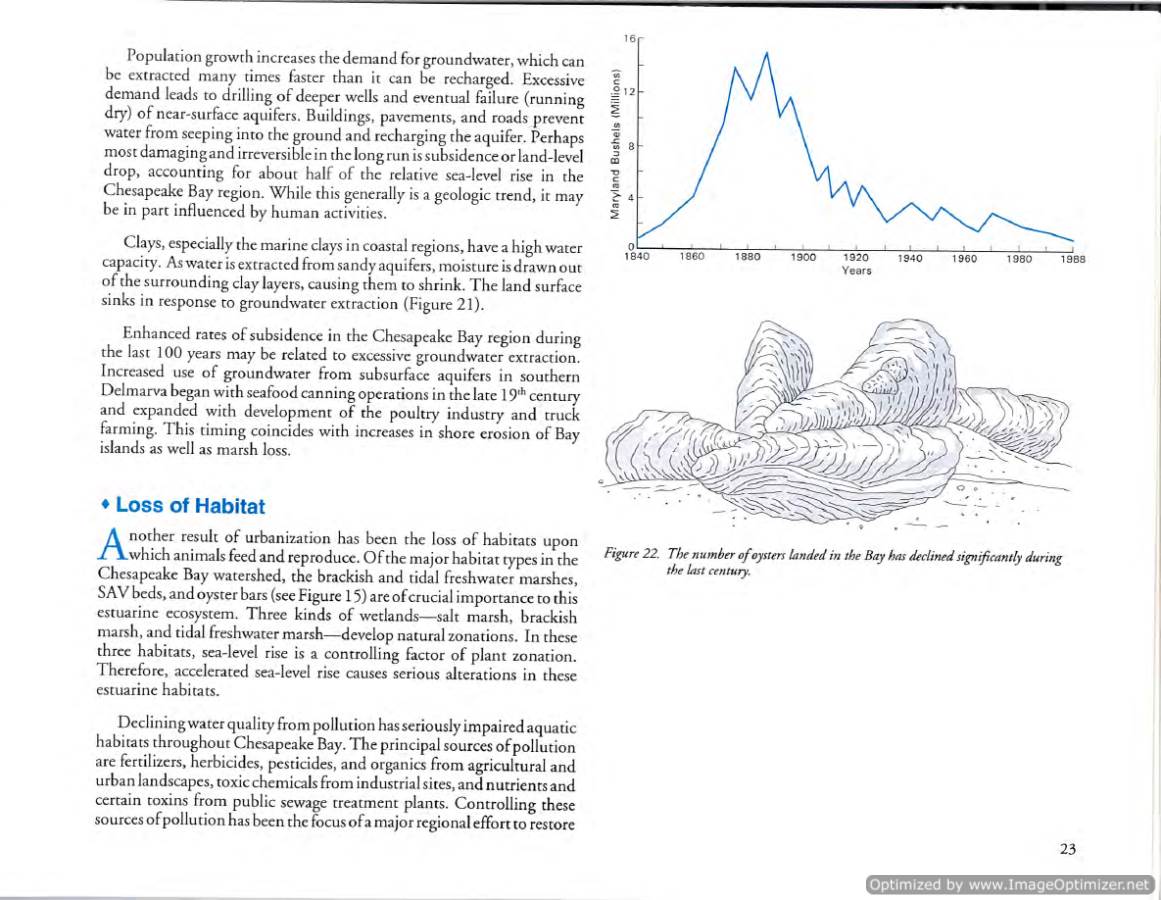 Population growth increases the demand for groundwater, which can
be extracted many times faster than it can be recharged. Excessive
demand leads to drilling of deeper wells and eventual failure (running
dry) of near-surface aquifers. Buildings, pavements, and roads prevent
water from seeping into the ground and recharging the aquifer. Perhaps
most damaging and irreversible in the long run is subsidence or land-level
drop, accounting for about half of the relative sea-level rise in the
Chesapeake Bay region. While this generally is a geologic trend, it may
be in part influenced by human activities.
Clays, especially the marine clays in coastal regions, have a high water
capacity. As water is extracted from sandy aquifers, moisture is drawn out
of the surrounding clay layers, causing them to shrink. The land surface
sinks in response to groundwater extraction (Figure 21).
Enhanced rates of subsidence in the Chesapeake Bay region during
the last 100 years may be related to excessive groundwater extraction.
Increased use of groundwater from subsurface aquifers in southern
Delmarva began with seafood canning operations in the late 19th century
and expanded with development of the poultry industry and truck
farming. This timing coincides with increases in shore erosion of Bay
islands as well as marsh loss.
♦ Loss of Habitat
Another result of urbanization has been the loss of habitats upon
which animals feed and reproduce. Of the major habitat types in the
Chesapeake Bay watershed, the brackish and tidal freshwater marshes,
SAV beds, and oyster bars (see Figure 15) are of crucial importance to this
estuarine ecosystem. Three kinds of wetlands—salt marsh, brackish
marsh, and tidal freshwater marsh—develop natural zonations. In these
three habitats, sea-level rise is a controlling factor of plant zonation.
Therefore, accelerated sea-level rise causes serious alterations in these
estuarine habitats.
Declining water quality from pollution has seriously impaired aquatic
habitats throughout Chesapeake Bay. The principal sources of pollution
are fertilizers, herbicides, pesticides, and organics from agricultural and
urban landscapes, toxic chemicals from industrial sites, and nutrients and
certain toxins from public sewage treatment plants. Controlling these
sources of pollution has been the focus of a major regional effort to restore
Maryland Bushels (Millions)
16
12
8
4
0
1840 1860 1880 1900 1920 1940 1960 1980 1988
Years
Figure 22. The number of oysters landed in the Bay has declined significantly during
the last century.
23
Optimized by www.ImageOptimizer.net